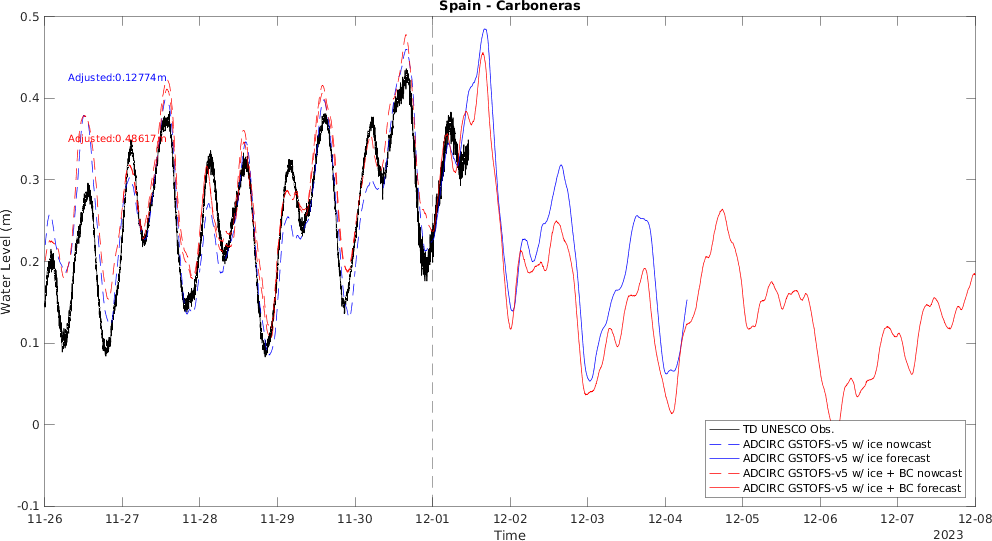 Spain - Carboneras
0.5
0.4
0.3
0.2
0.1
0
-0.1
Water Level (m)
Adjusted:0.12774m
Adjusted:0.48617m
TD UNESCO Obs.
ADCIRC GSTOFS-v5 w/ ice nowcast
ADCIRC GSTOFS-v5 w/ ice forecast
ADCIRC GSTOFS-v5 w/ ice + BC nowcast
ADCIRC GSTOFS-v5 w/ ice + BC forecast
11-26 11-27 11-28 11-29 11-30 12-01 12-02 12-03 12-04 12-05 12-06 12-07 12-08
Time
2023